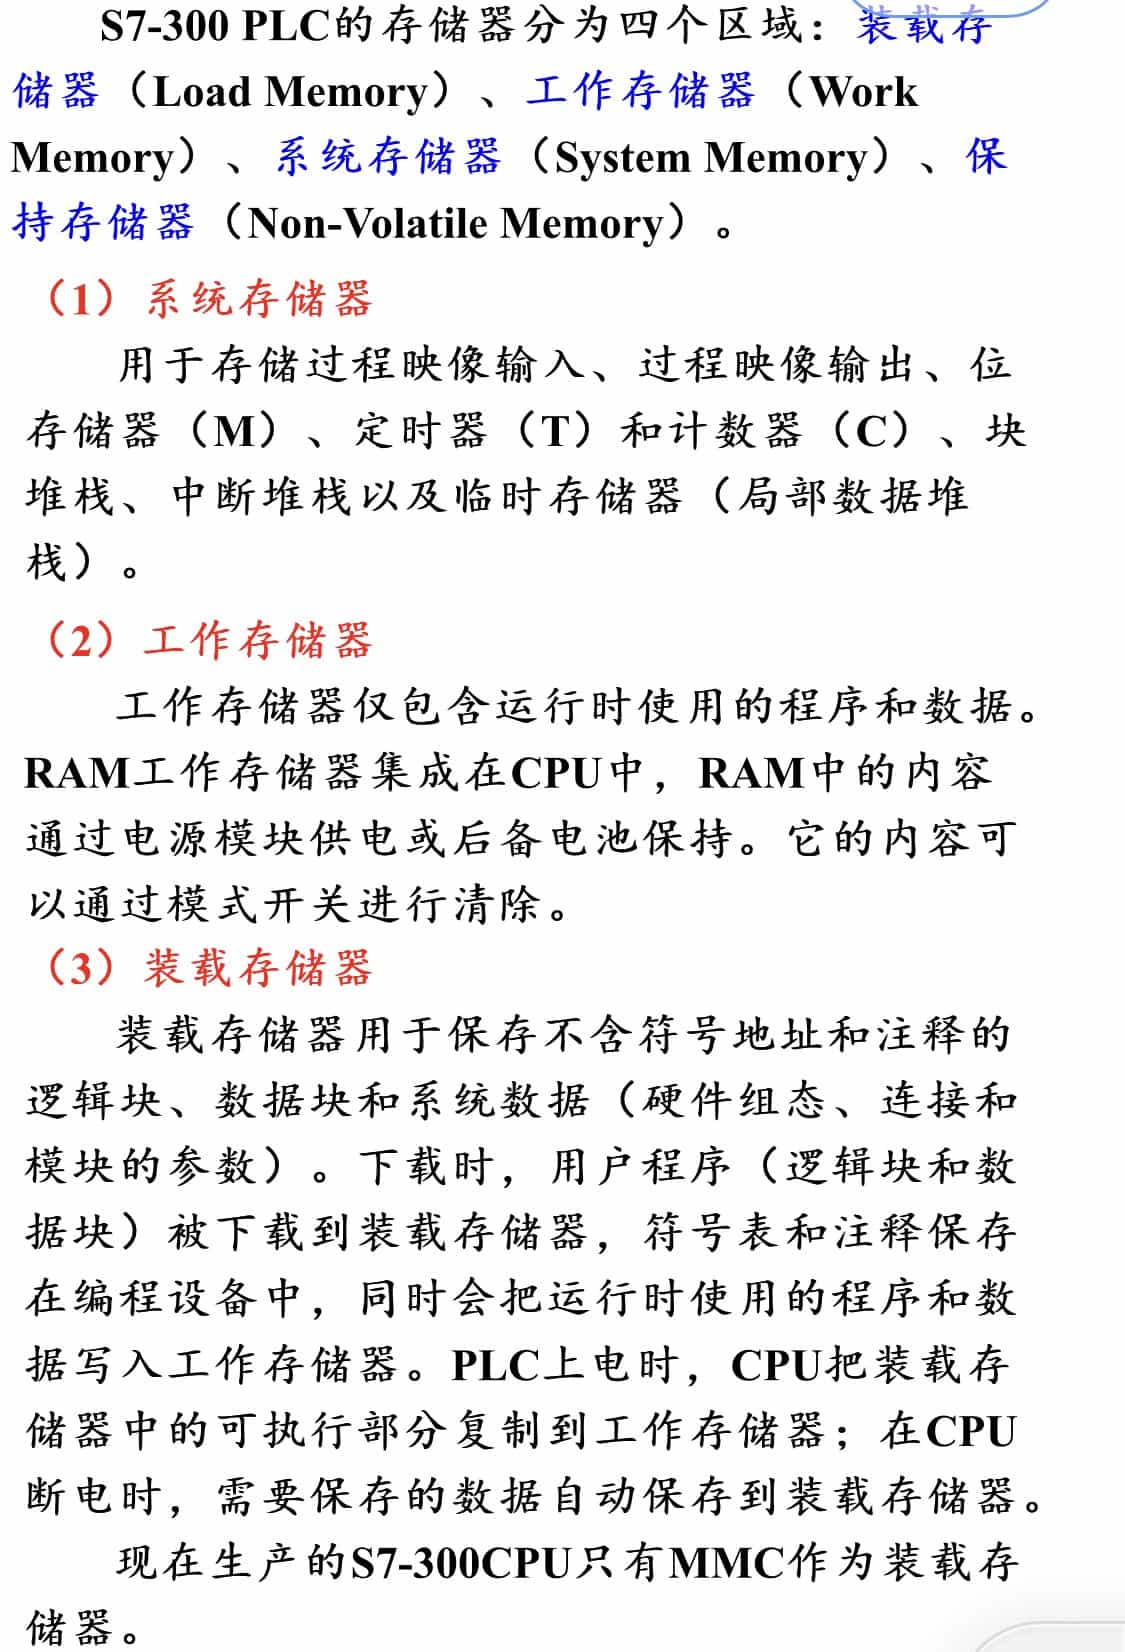 S7-300 PLC的存储器分为四个区域：装载存
储器（Load Memory）、工作存储器（Work
Memory）、系统存储器（System Memory）、保
持存储器（Non-Volatile Memory）。
（1）系统存储器
用于存储过程映像输入、过程映像输出、位
存储器（M）、定时器（T）和计数器（C）、块
堆栈、中断堆栈以及临时存储器（局部数据堆
栈）。
（2）工作存储器
工作存储器仅包含运行时使用的程序和数据。
RAM工作存储器集成在CPU中，RAM中的内容
通过电源模块供电或后备电池保持。它的内容可
以通过模式开关进行清除。
（3）装载存储器
装载存储器用于保存不含符号地址和注释的
逻辑块、数据块和系统数据（硬件组态、连接和
模块的参数）。下载时，用户程序（逻辑块和数
据块）被下载到装载存储器，符号表和注释保存
在编程设备中，同时会把运行时使用的程序和数
据写入工作存储器。PLC上电时，CPU把装载存
储器中的可执行部分复制到工作存储器；在CPU
断电时，需要保存的数据自动保存到装载存储器。
现在生产的S7-300CPU只有MMC作为装载存
储器。